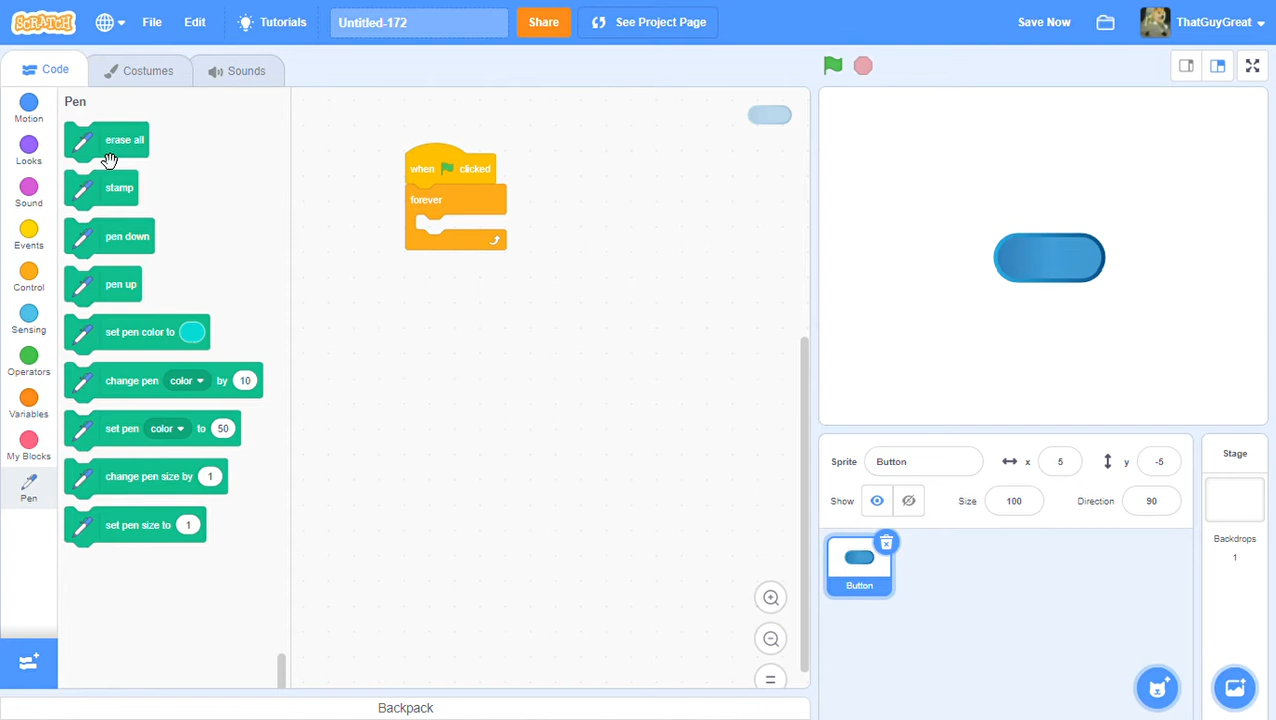 SCRATCH
File
Edit
Tutorials
Untitled-172
Share
See Project Page
Save Now
ThatGuyGreat
Code
Costumes
Sounds
Motion
Looks
Sound
Events
Control
Sensing
Operators
Variables
My Blocks
Pen
Pen
erase all
stamp
pen down
pen up
set pen color to
change pen color by 10
set pen color to 50
change pen size by 1
set pen size to 1
when clicked
forever
Sprite Button x 5 y -5
Show Size 100 Direction 90
Button
Stage
Backdrops
1
Backpack